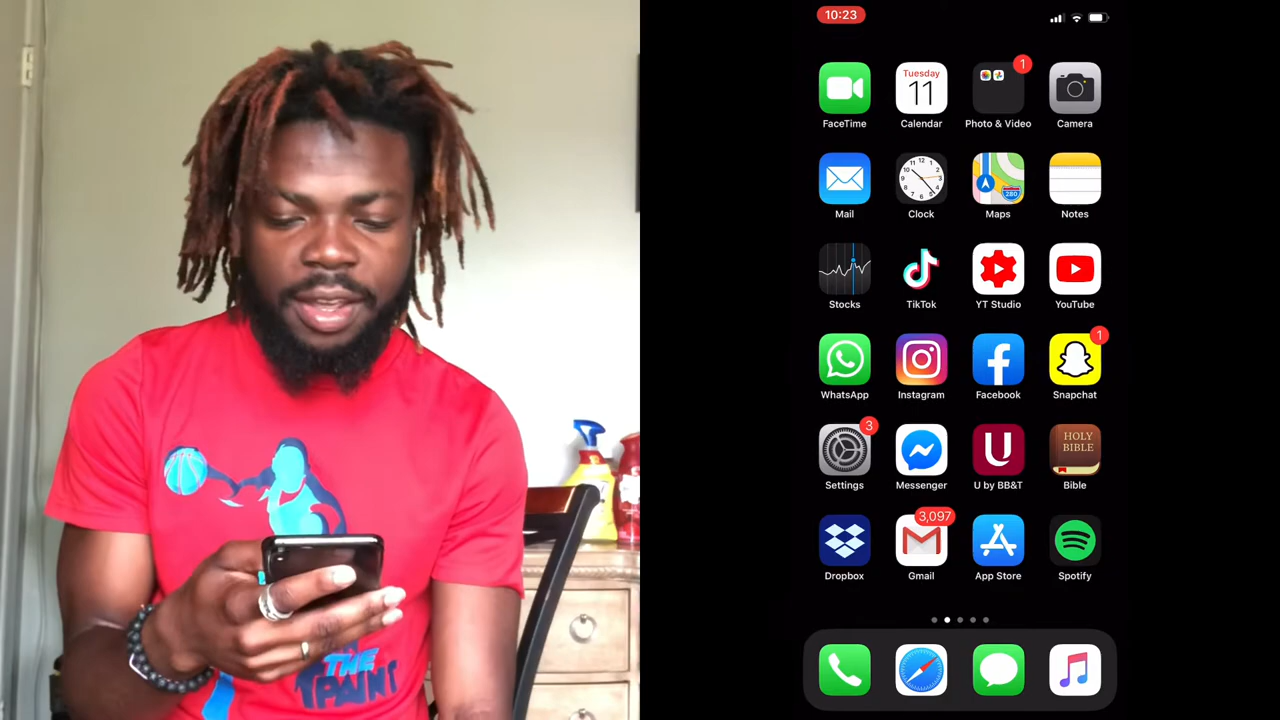 10:23
Tuesday
11
1
FaceTime
Calendar
Photo & Video
Camera
12
280
Mail
Clock
Maps
Notes
Stocks
TikTok
YT Studio
YouTube
1
WhatsApp
Instagram
Facebook
Snapchat
3
U
HOLY
BIBLE
Settings
Messenger
U by BB&T
Bible
3,097
Dropbox
Gmail
App Store
Spotify
THE
PAINT